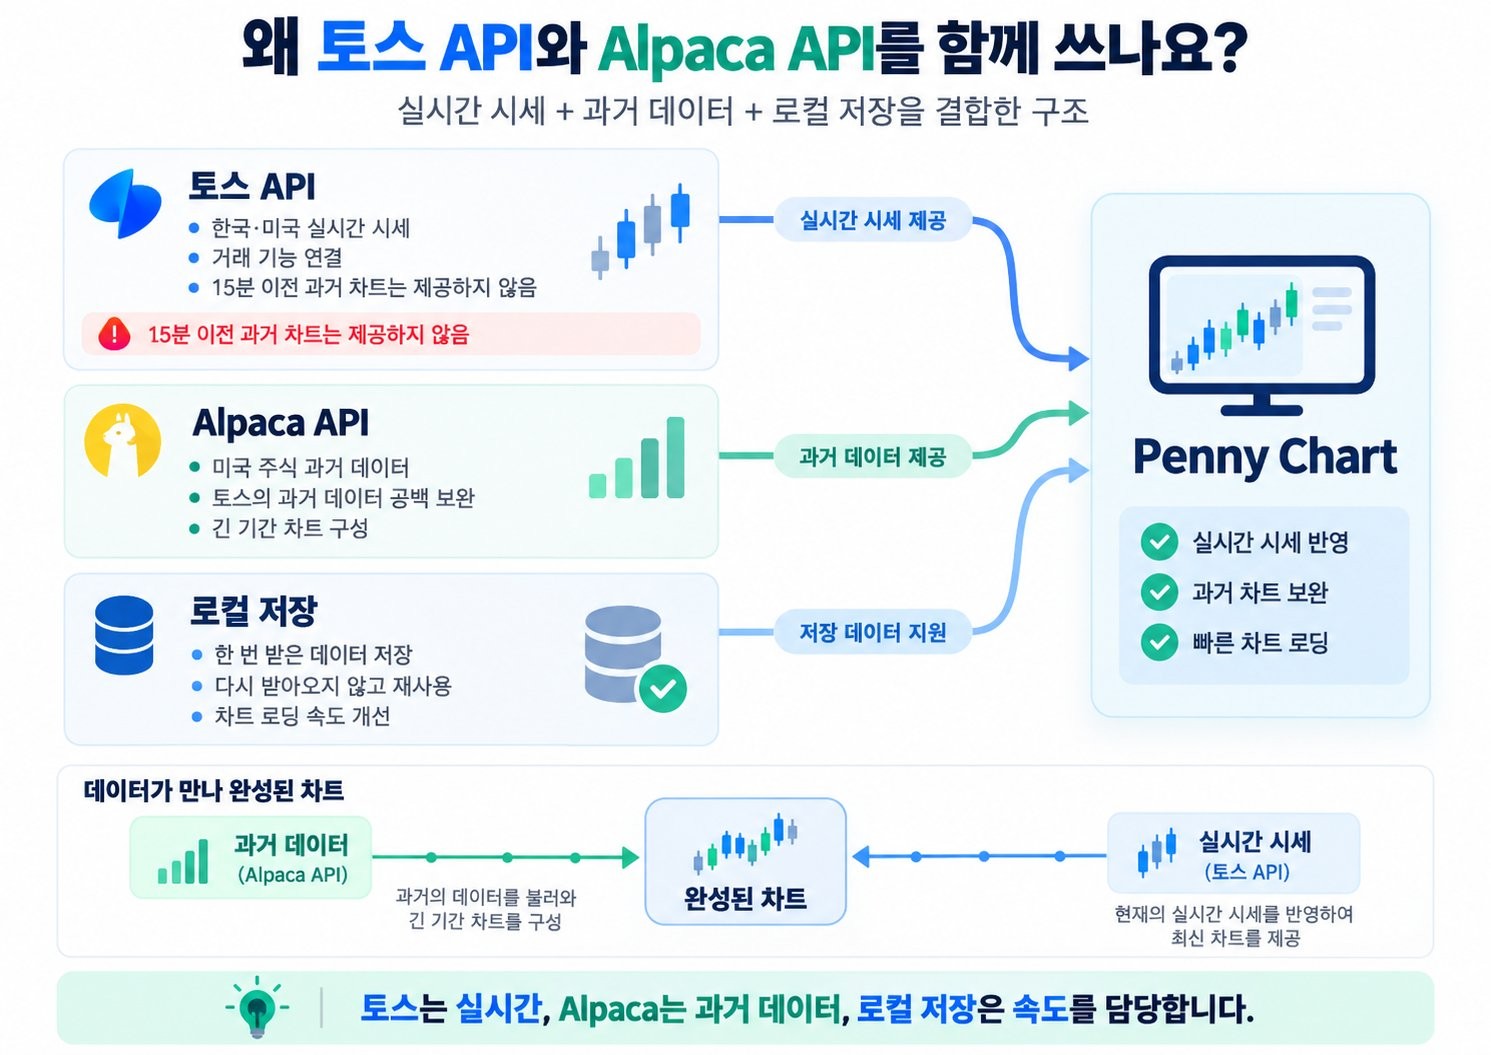 왜 토스 API와 Alpaca API를 함께 쓰나요?
실시간 시세 + 과거 데이터 + 로컬 저장을 결합한 구조
토스 API
한국·미국 실시간 시세
거래 기능 연결
15분 이전 과거 차트는 제공하지 않음
15분 이전 과거 차트는 제공하지 않음
실시간 시세 제공
Alpaca API
미국 주식 과거 데이터
토스의 과거 데이터 공백 보완
긴 기간 차트 구성
과거 데이터 제공
로컬 저장
한 번 받은 데이터 저장
다시 받아오지 않고 재사용
차트 로딩 속도 개선
저장 데이터 지원
Penny Chart
실시간 시세 반영
과거 차트 보완
빠른 차트 로딩
데이터가 만나 완성된 차트
과거 데이터
(Alpaca API)
과거의 데이터를 불러와
긴 기간 차트를 구성
완성된 차트
실시간 시세
(토스 API)
현재의 실시간 시세를 반영하여
최신 차트를 제공
토스는 실시간, Alpaca는 과거 데이터, 로컬 저장은 속도를 담당합니다.